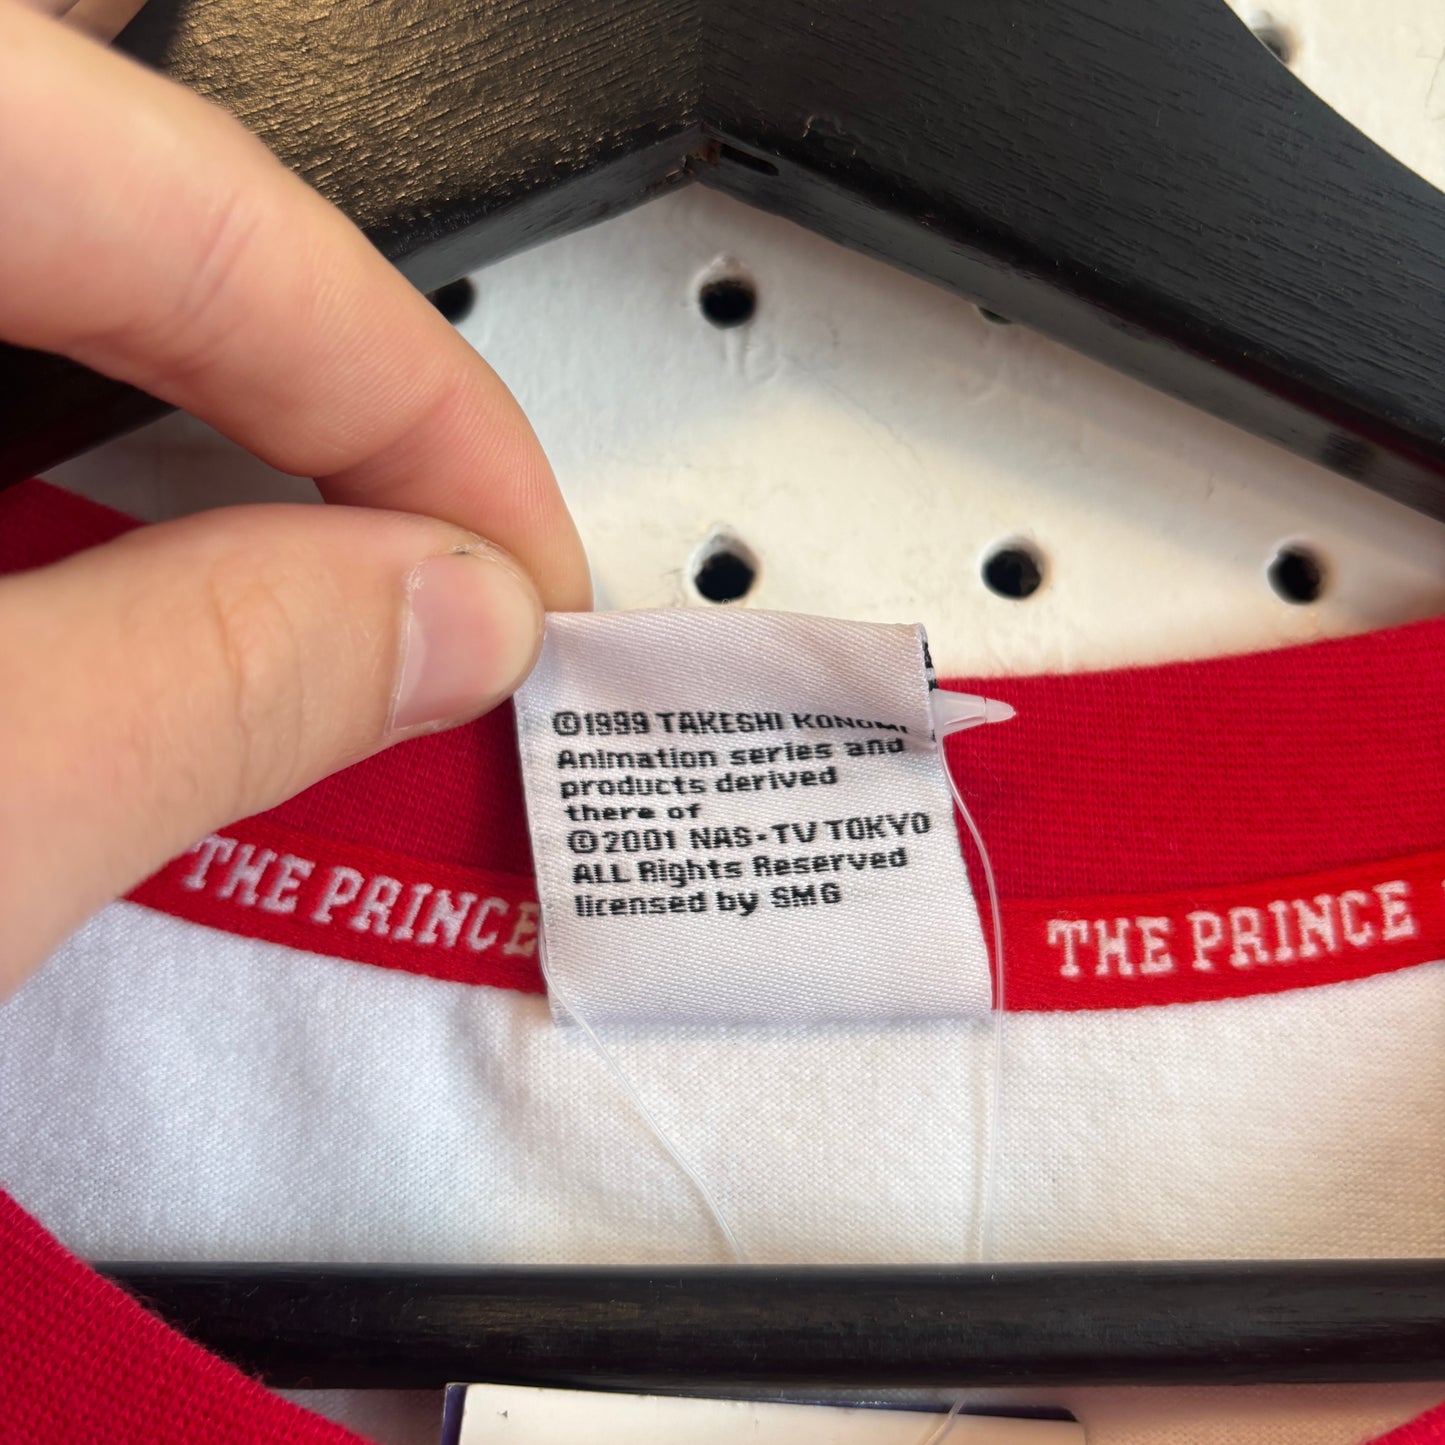 ©1999 TAKESHI KONOMI
Animation series and
products derived
there of
©2001 NAS-TV TOKYO
ALL Rights Reserved
licensed by SMG
THE PRINCE
THE PRINCE